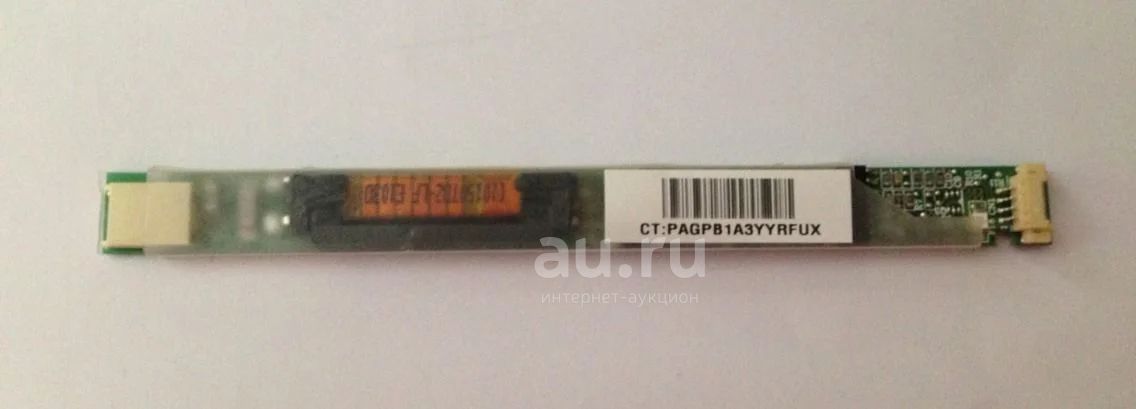 CT:PAGPB1A3YYRFUX
au.ru
интернет-аукцион